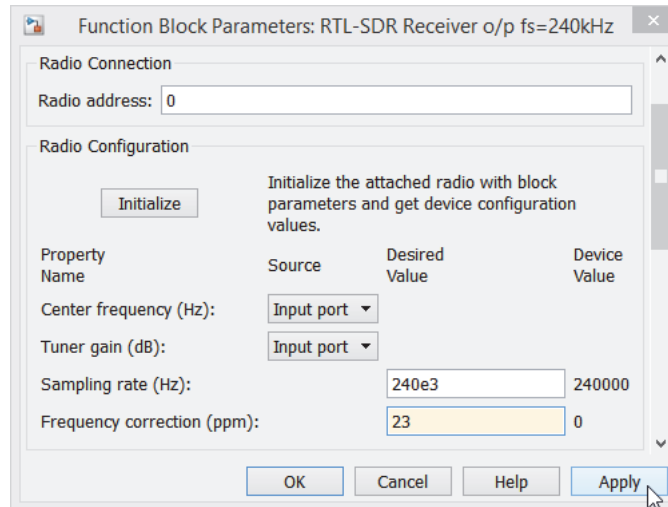 Function Block Parameters: RTL-SDR Receiver o/p fs=240kHz
Radio Connection
Radio address: 0
Radio Configuration
Initialize
Initialize the attached radio with block
parameters and get device configuration
values.
Property
Name
Source
Desired
Value
Device
Value
Center frequency (Hz): Input port
Tuner gain (dB): Input port
Sampling rate (Hz): 240e3 240000
Frequency correction (ppm): 23 0
OK Cancel Help Apply